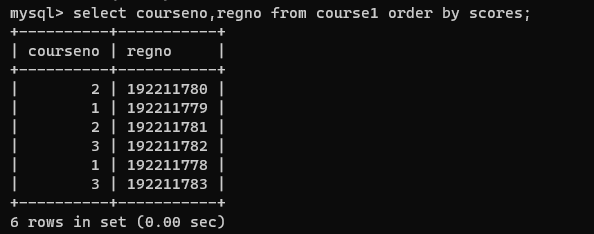 mysql> select courseno,regno from course1 order by scores;
+----------+-----------+
| courseno | regno     |
+----------+-----------+
|        2 | 192211780 |
|        1 | 192211779 |
|        2 | 192211781 |
|        3 | 192211782 |
|        1 | 192211778 |
|        3 | 192211783 |
+----------+-----------+
6 rows in set (0.00 sec)